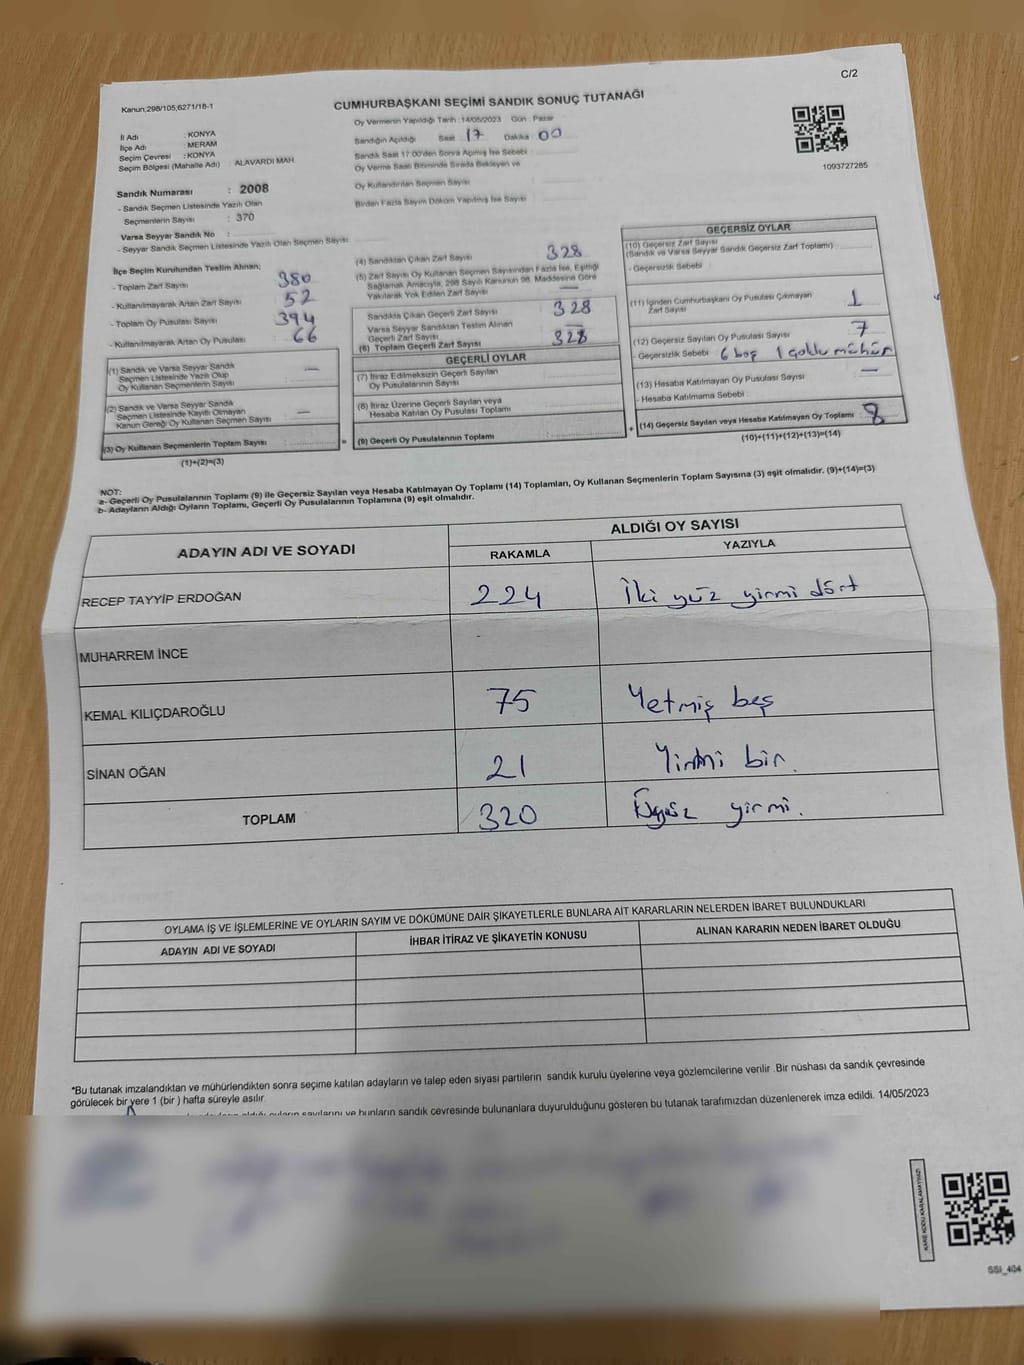 C/2
Kanun:298/105,6271/18-1
CUMHURBAŞKANI SEÇİMİ SANDIK SONUÇ TUTANAĞI
Oy Vermenin Yapıldığı Tarih :14/05/2023 Gün : Pazar
İl Adı : KONYA
İlçe Adı : MERAM
Seçim Çevresi : KONYA
Seçim Bölgesi (Mahalle Adı) : ALAVARDI MAH.
Sandığın Açıldığı Saat 17 Dakika 00
Sandık Saat 17:00'den Sonra Açılmış İse Sebebi :
Oy Verme Saati Bitiminde Sırada Bekleyen ve
Oy Kullandırılan Seçmen Sayısı :
Birden Fazla Sayım Döküm Yapılmış İse Sayısı :
1093727285
Sandık Numarası : 2008
- Sandık Seçmen Listesinde Yazılı Olan
Seçmenlerin Sayısı : 370
Varsa Seyyar Sandık No :
- Seyyar Sandık Seçmen Listesinde Yazılı Olan Seçmen Sayısı
İlçe Seçim Kurulundan Teslim Alınan;
- Toplam Zarf Sayısı : 380
- Kullanılmayarak Artan Zarf Sayısı : 52
- Toplam Oy Pusulası Sayısı : 394
- Kullanılmayarak Artan Oy Pusulası : 66
(1) Sandık ve Varsa Seyyar Sandık
Seçmen Listesinde Yazılı Olup
Oy Kullanan Seçmenlerin Sayısı : —
(2) Sandık ve Varsa Seyyar Sandık
Seçmen Listesinde Kayıtlı Olmayan
Kanun Gereği Oy Kullanan Seçmen Sayısı : —
(3) Oy Kullanan Seçmenlerin Toplam Sayısı :
(1)+(2)=(3)
(4) Sandıktan Çıkan Zarf Sayısı : 328
(5) Zarf Sayısı Oy Kullanan Seçmen Sayısından Fazla İse, Eşitliği
Sağlamak Amacıyla, 298 Sayılı Kanunun 98. Maddesine Göre
Yakılarak Yok Edilen Zarf Sayısı : —
Sandıkta Çıkan Geçerli Zarf Sayısı : 328
Varsa Seyyar Sandıktan Teslim Alınan
Geçerli Zarf Sayısı : —
(6) Toplam Geçerli Zarf Sayısı : 328
GEÇERLİ OYLAR
(7) İtiraz Edilmeksizin Geçerli Sayılan
Oy Pusulalarının Sayısı :
(8) İtiraz Üzerine Geçerli Sayılan veya
Hesaba Katılan Oy Pusulası Toplamı :
= (9) Geçerli Oy Pusulalarının Toplamı :
GEÇERSİZ OYLAR
(10) Geçersiz Zarf Sayısı
(Sandık ve Varsa Seyyar Sandık Geçersiz Zarf Toplamı) :
- Geçersizlik Sebebi :
(11) İçinden Cumhurbaşkanı Oy Pusulası Çıkmayan
Zarf Sayısı : 1
(12) Geçersiz Sayılan Oy Pusulası Sayısı : 7
- Geçersizlik Sebebi : 6 boş 1 çoklu mühür
(13) Hesaba Katılmayan Oy Pusulası Sayısı : —
- Hesaba Katılmama Sebebi :
+ (14) Geçersiz Sayılan veya Hesaba Katılmayan Oy Toplamı : 8
(10)+(11)+(12)+(13)=(14)
NOT:
a- Geçerli Oy Pusulalarının Toplamı (9) ile Geçersiz Sayılan veya Hesaba Katılmayan Oy Toplamı (14) Toplamları, Oy Kullanan Seçmenlerin Toplam Sayısına (3) eşit olmalıdır. (9)+(14)=(3)
b- Adayların Aldığı Oyların Toplamı, Geçerli Oy Pusulalarının Toplamına (9) eşit olmalıdır.
ADAYIN ADI VE SOYADI
ALDIĞI OY SAYISI
RAKAMLA YAZIYLA
RECEP TAYYİP ERDOĞAN 224 İki yüz yirmi dört
MUHARREM İNCE
KEMAL KILIÇDAROĞLU 75 Yetmiş beş
SİNAN OĞAN 21 Yirmi bir.
TOPLAM 320 Üçyüz yirmi.
OYLAMA İŞ VE İŞLEMLERİNE VE OYLARIN SAYIM VE DÖKÜMÜNE DAİR ŞİKAYETLERLE BUNLARA AİT KARARLARIN NELERDEN İBARET BULUNDUKLARI
ADAYIN ADI VE SOYADI İHBAR İTİRAZ VE ŞİKAYETİN KONUSU ALINAN KARARIN NEDEN İBARET OLDUĞU
*Bu tutanak imzalandıktan ve mühürlendikten sonra seçime katılan adayların ve talep eden siyasi partilerin sandık kurulu üyelerine veya gözlemcilerine verilir .Bir nüshası da sandık çevresinde
görülecek bir yere 1 (bir ) hafta süreyle asılır.
aldığı oyların sayılarını ve bunların sandık çevresinde bulunanlara duyurulduğunu gösteren bu tutanak tarafımızdan düzenlenerek imza edildi. 14/05/2023
KARE KODU KARALAMAYINIZ!
SSI_404